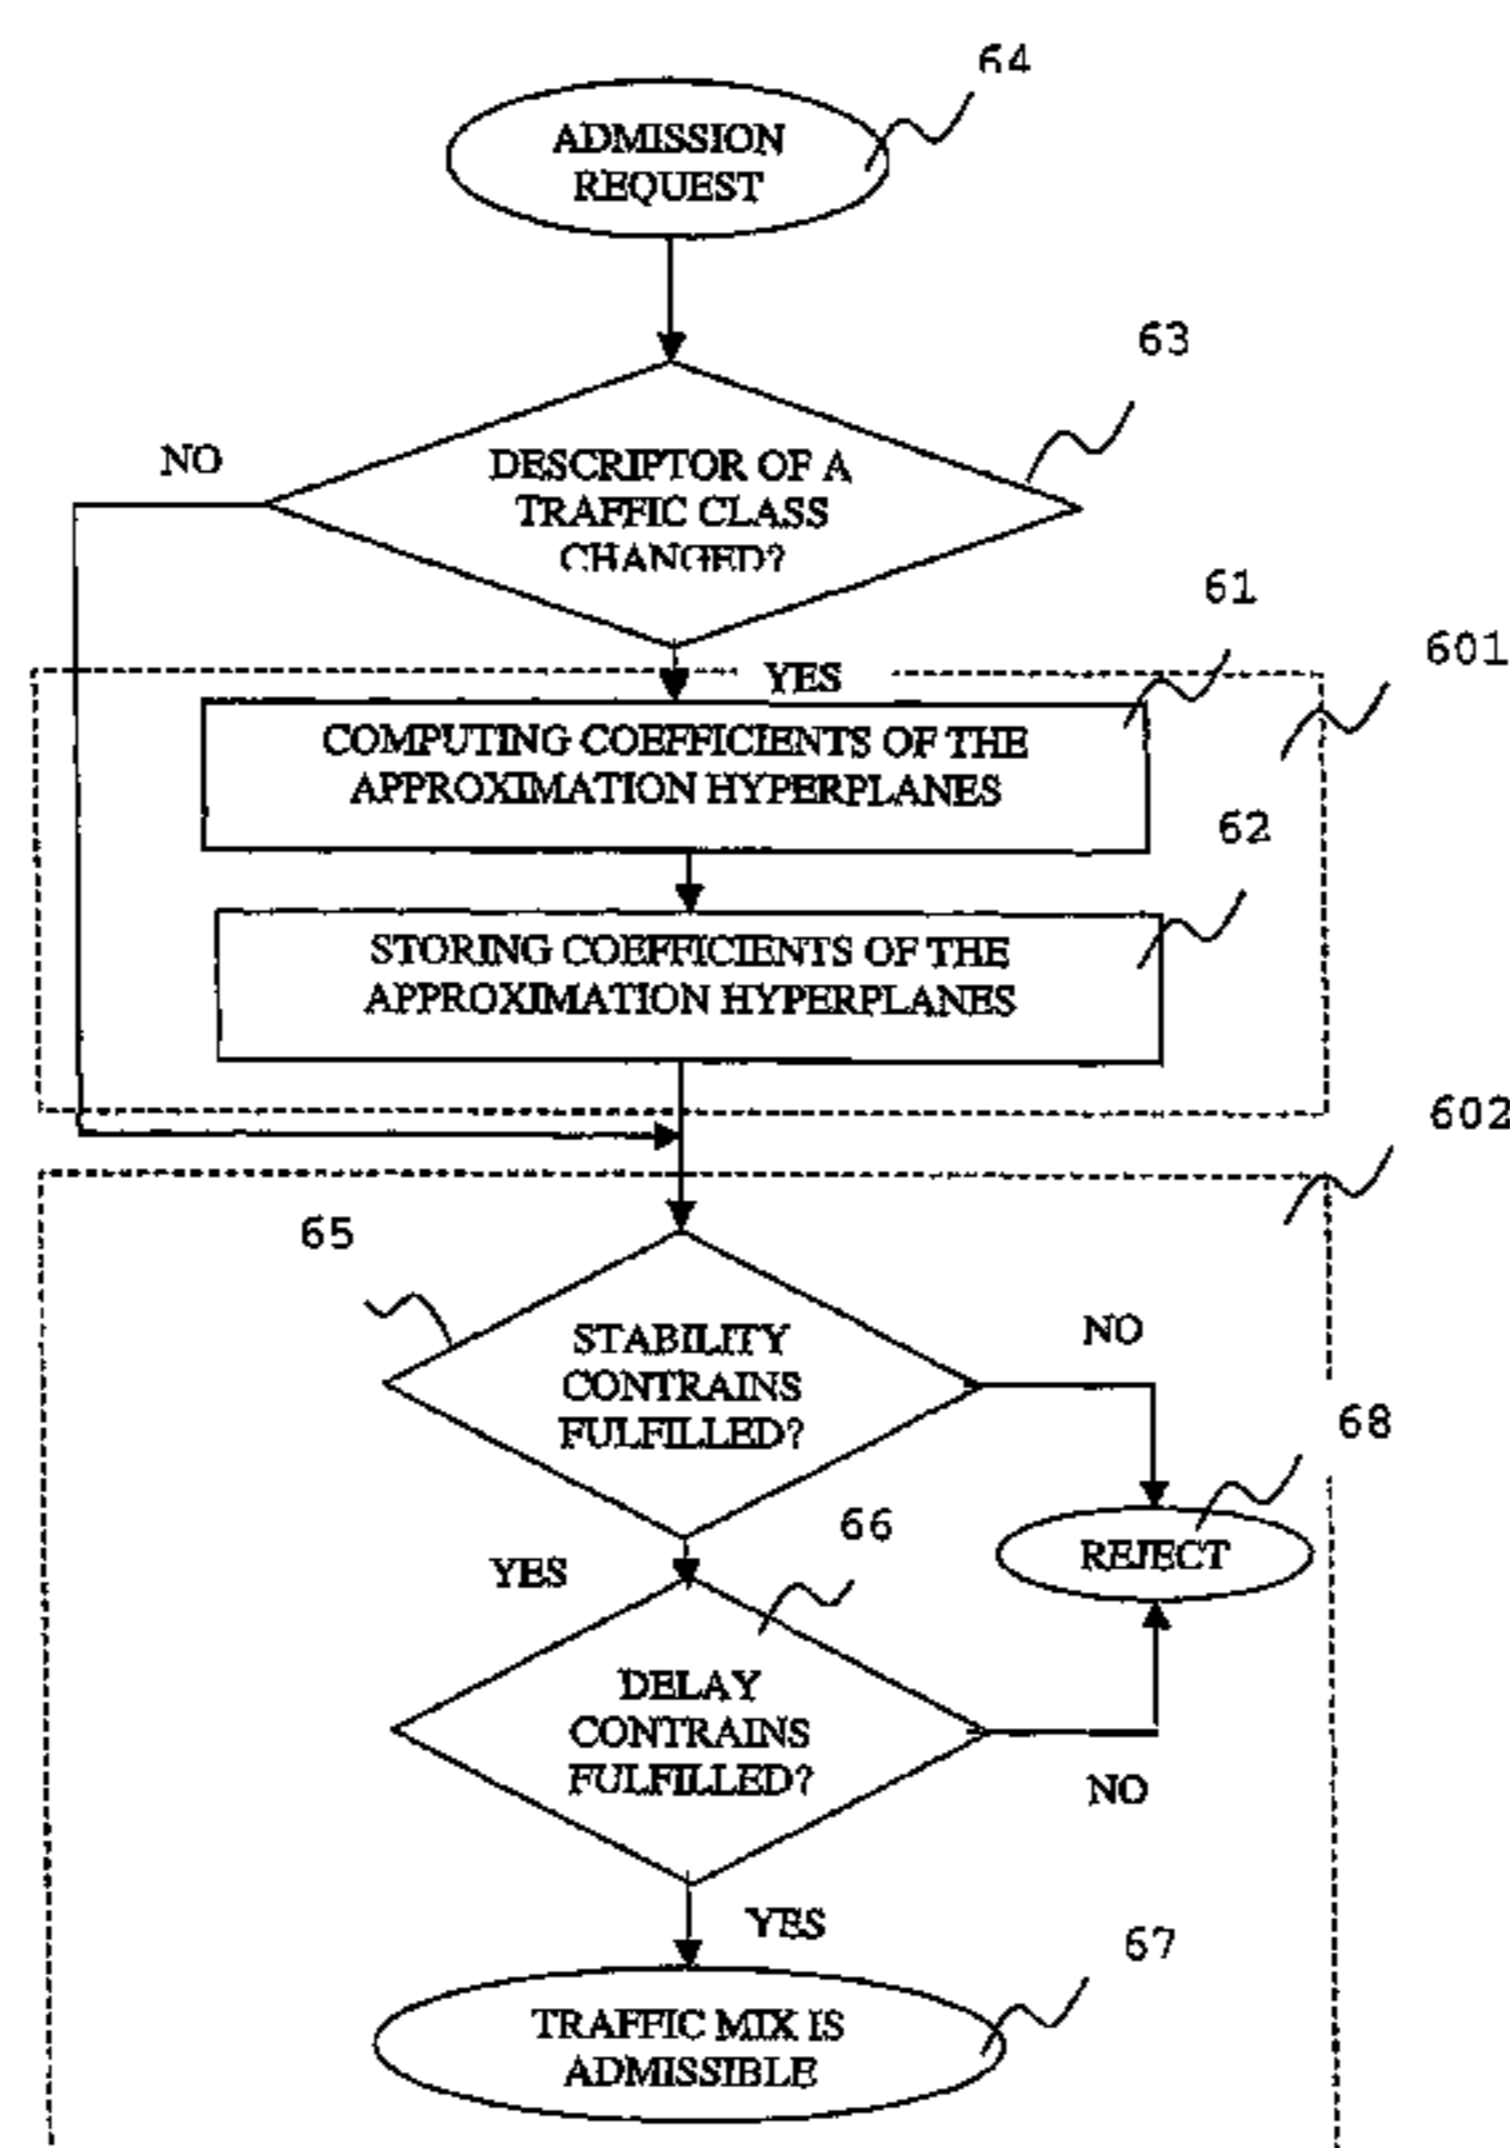 64
ADMISSION
REQUEST
63
NO
DESCRIPTOR OF A
TRAFFIC CLASS
CHANGED?
61
601
YES
COMPUTING COEFFICIENTS OF THE
APPROXIMATION HYPERPLANES
62
STORING COEFFICIENTS OF THE
APPROXIMATION HYPERPLANES
602
65
STABILITY
CONTRAINS
FULFILLED?
NO
68
REJECT
66
YES
DELAY
CONTRAINS
FULFILLED?
NO
YES
67
TRAFFIC MIX IS
ADMISSIBLE